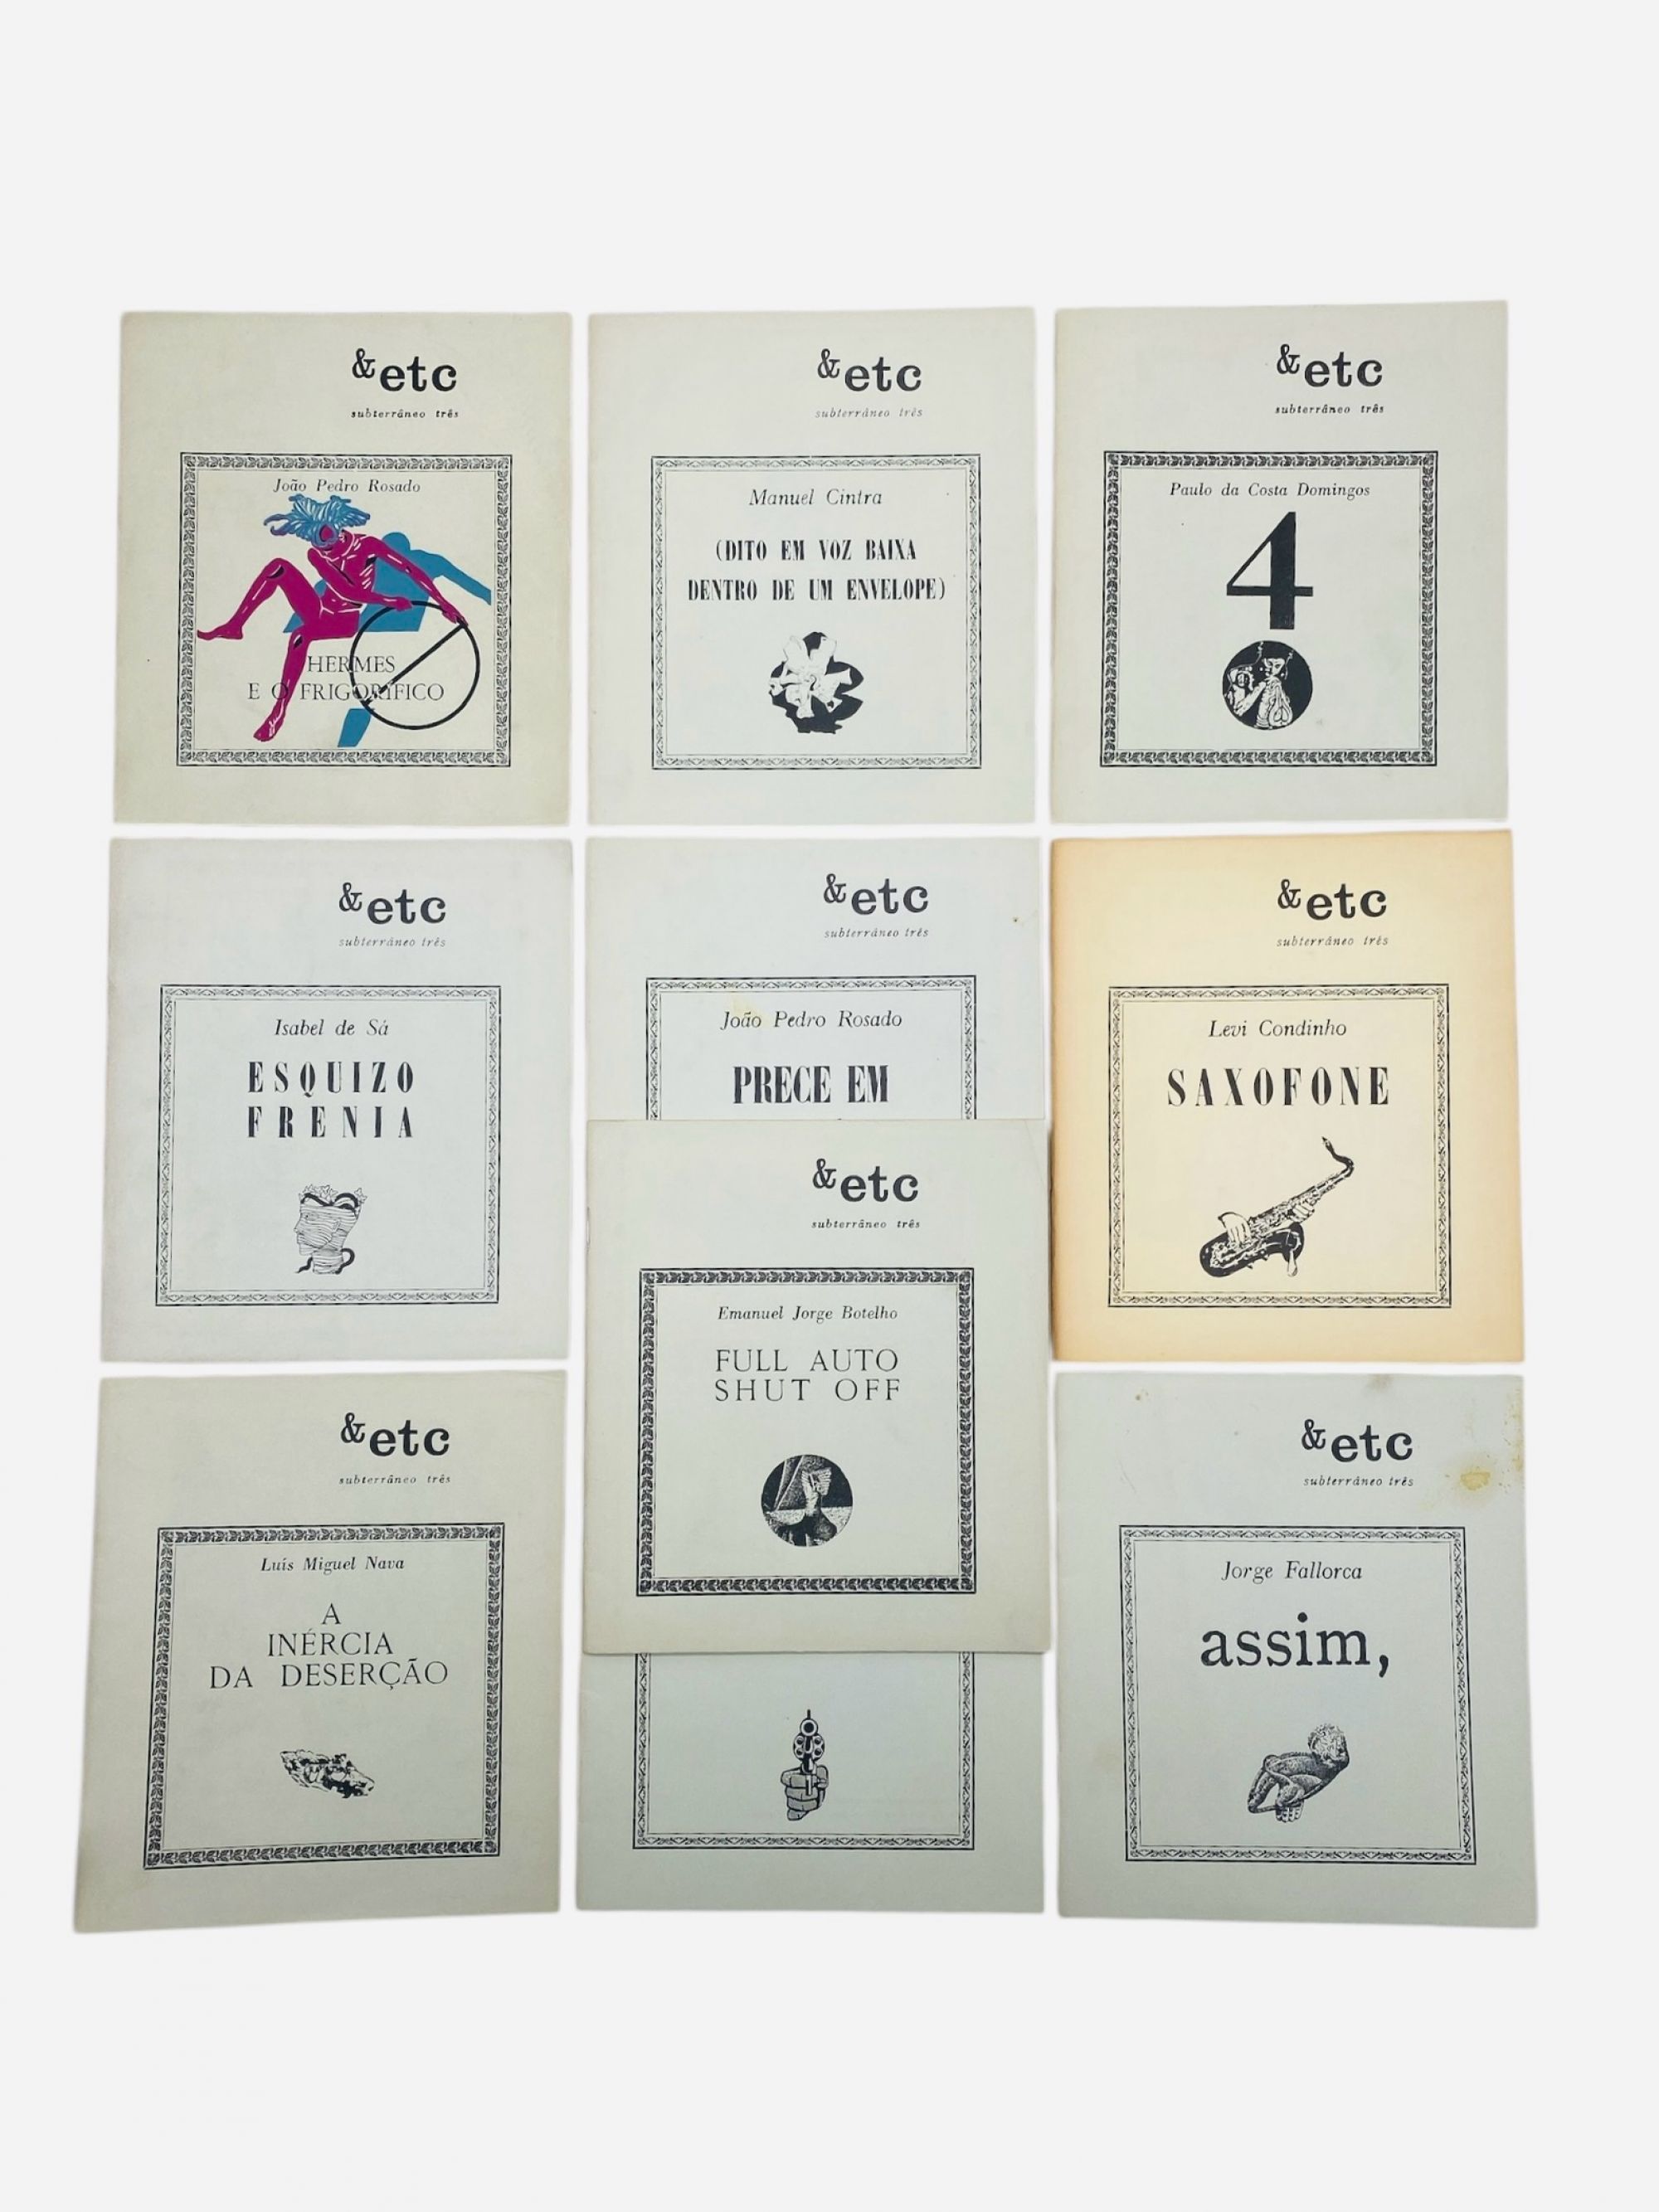 &etc
subterrâneo três
João Pedro Rosado
HERMES
E O FRIGORÍFICO
&etc
subterrâneo três
Manuel Cintra
(DITO EM VOZ BAIXA
DENTRO DE UM ENVELOPE)
&etc
subterrâneo três
Paulo da Costa Domingos
4
&etc
subterrâneo três
Isabel de Sá
ESQUIZO
FRENIA
&etc
subterrâneo três
João Pedro Rosado
PRECE EM
&etc
subterrâneo três
Levi Condinho
SAXOFONE
&etc
subterrâneo três
Emanuel Jorge Botelho
FULL AUTO
SHUT OFF
&etc
subterrâneo três
Luís Miguel Nava
A
INÉRCIA
DA DESERÇÃO
&etc
subterrâneo três
Jorge Fallorca
assim,